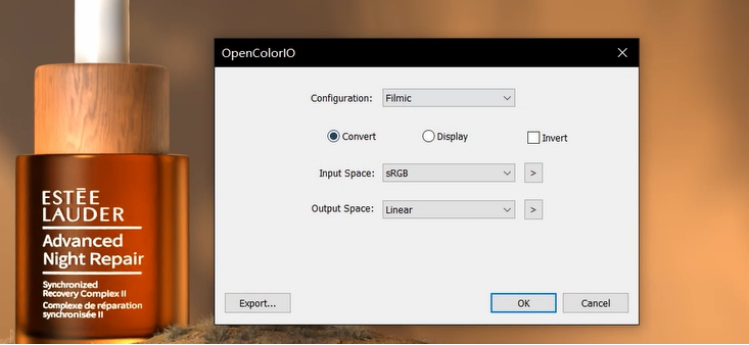 OpenColorIO
Configuration: Filmic
Convert Display Invert
Input Space: sRGB >
Output Space: Linear >
Export... OK Cancel
ESTĒE
LAUDER
Advanced
Night Repair
Synchronized
Recovery Complex II
Complexe de réparation
synchronisée II